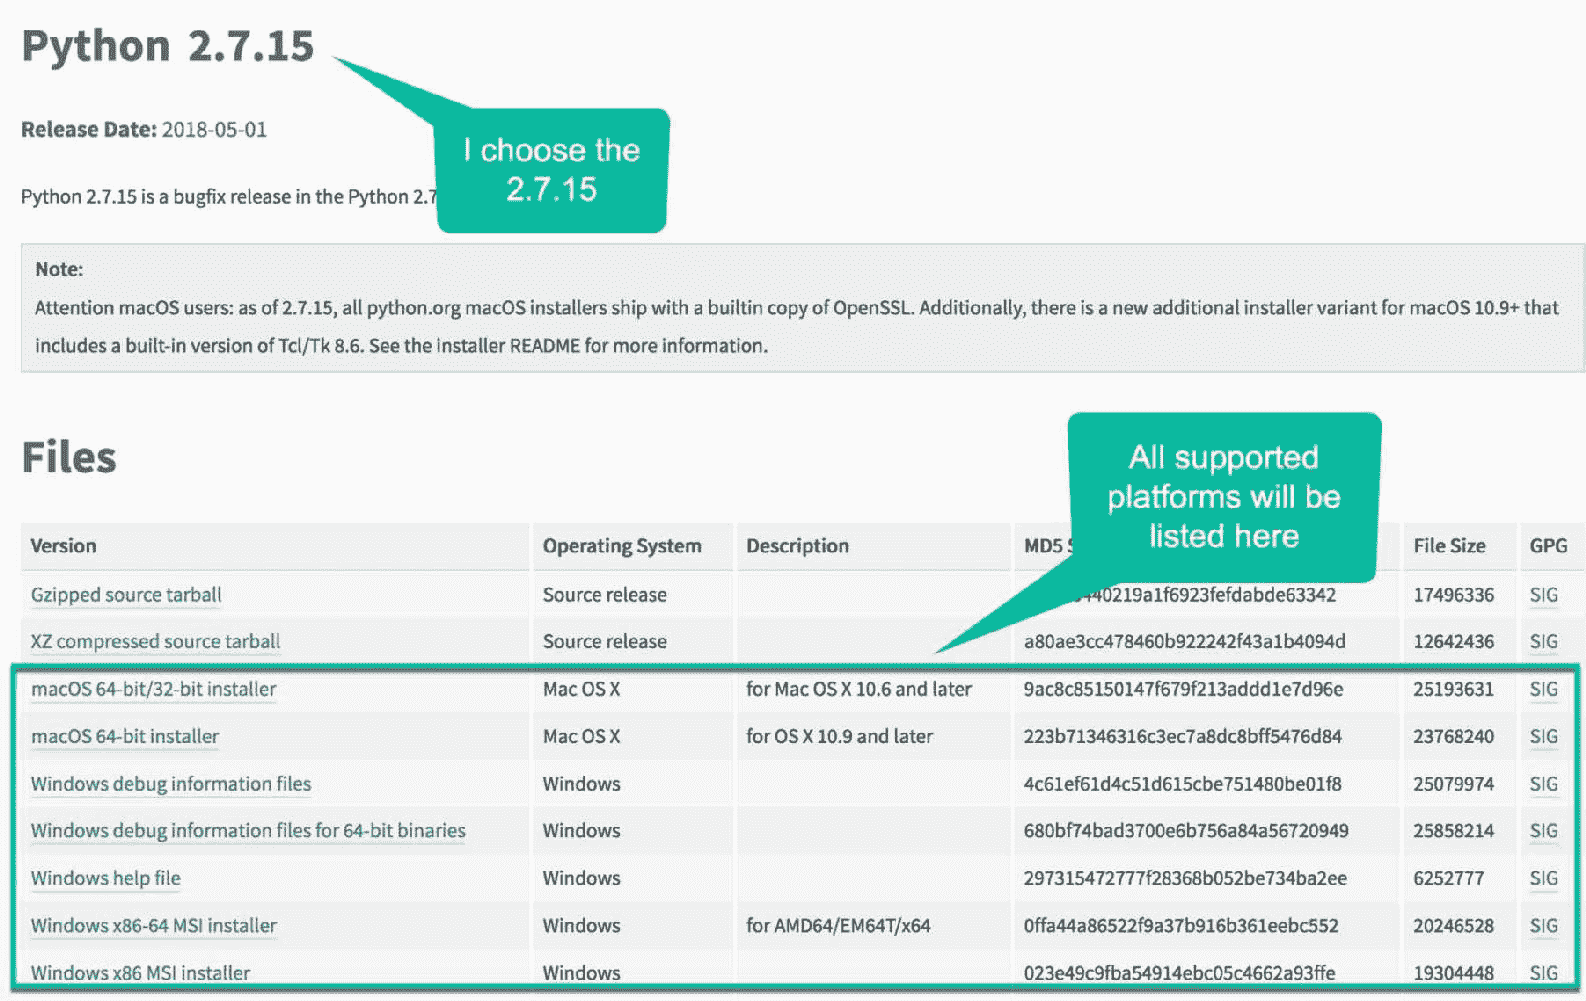 Python 2.7.15
Release Date: 2018-05-01
I choose the
2.7.15
Python 2.7.15 is a bugfix release in the Python 2.7
Note:
Attention macOS users: as of 2.7.15, all python.org macOS installers ship with a builtin copy of OpenSSL. Additionally, there is a new additional installer variant for macOS 10.9+ that
includes a built-in version of Tcl/Tk 8.6. See the installer README for more information.
Files
All supported
platforms will be
listed here
Version Operating System Description MD5 File Size GPG
Gzipped source tarball Source release 440219a1f6923fefdabde63342 17496336 SIG
XZ compressed source tarball Source release a80ae3cc478460b922242f43a1b4094d 12642436 SIG
macOS 64-bit/32-bit installer Mac OS X for Mac OS X 10.6 and later 9ac8c85150147f679f213addd1e7d96e 25193631 SIG
macOS 64-bit installer Mac OS X for OS X 10.9 and later 223b71346316c3ec7a8dc8bff5476d84 23768240 SIG
Windows debug information files Windows 4c61ef61d4c51d615cbe751480be01f8 25079974 SIG
Windows debug information files for 64-bit binaries Windows 680bf74bad3700e6b756a84a56720949 25858214 SIG
Windows help file Windows 297315472777f28368b052be734ba2ee 6252777 SIG
Windows x86-64 MSI installer Windows for AMD64/EM64T/x64 0ffa44a86522f9a37b916b361eebc552 20246528 SIG
Windows x86 MSI installer Windows 023e49c9fba54914ebc05c4662a93ffe 19304448 SIG